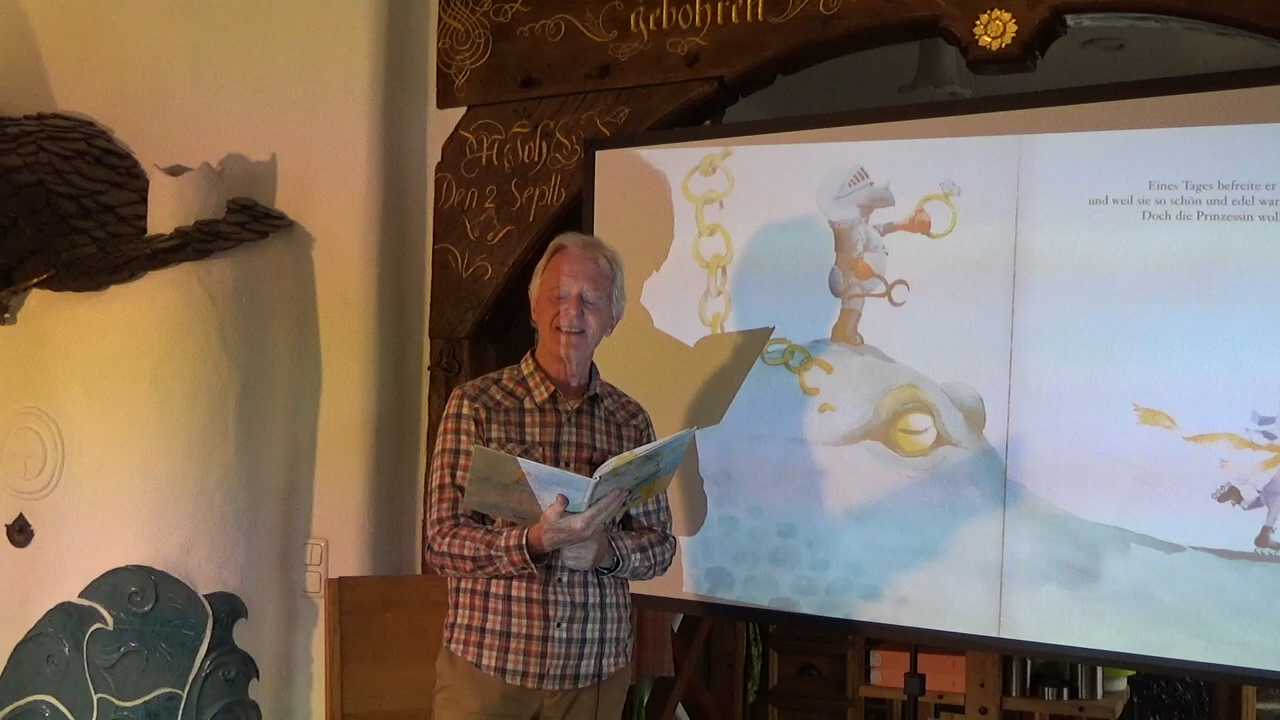 gebohren
Den 2 Septb
Eines Tages befreite er
und weil sie so schön und edel war
Doch die Prinzessin wol